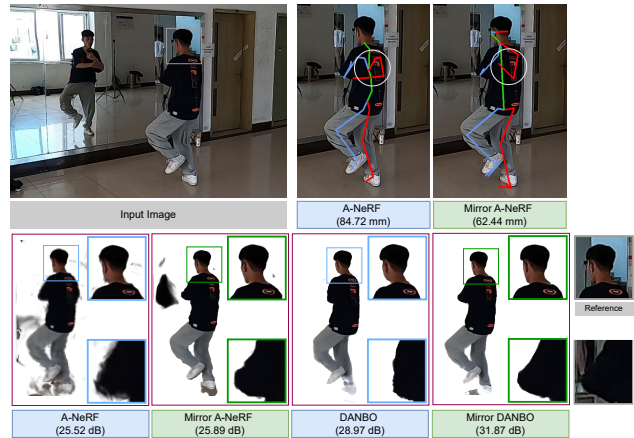 Input Image
A-NeRF
(84.72 mm)
Mirror A-NeRF
(62.44 mm)
Reference
A-NeRF
(25.52 dB)
Mirror A-NeRF
(25.89 dB)
DANBO
(28.97 dB)
Mirror DANBO
(31.87 dB)